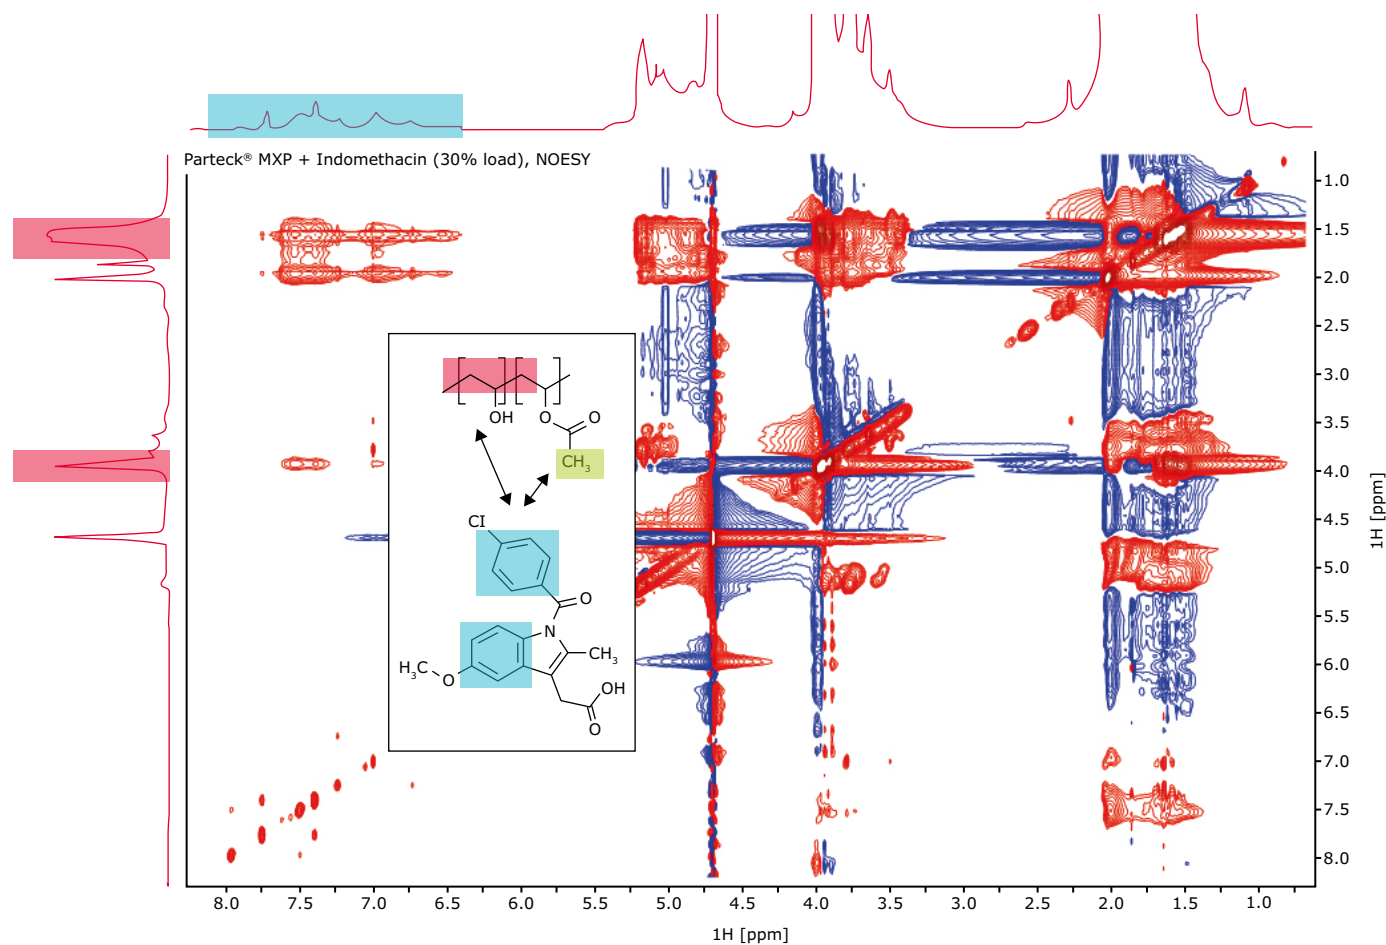 Parteck® MXP + Indomethacin (30% load), NOESY
1.0
1.5
2.0
2.5
3.0
3.5
4.0
4.5
5.0
5.5
6.0
6.5
7.0
7.5
8.0
1H [ppm]
OH
O
O
CH₃
Cl
O
N
CH₃
H₃C
O
OH
O
8.0 7.5 7.0 6.5 6.0 5.5 5.0 4.5 4.0 3.5 3.0 2.5 2.0 1.5 1.0
1H [ppm]